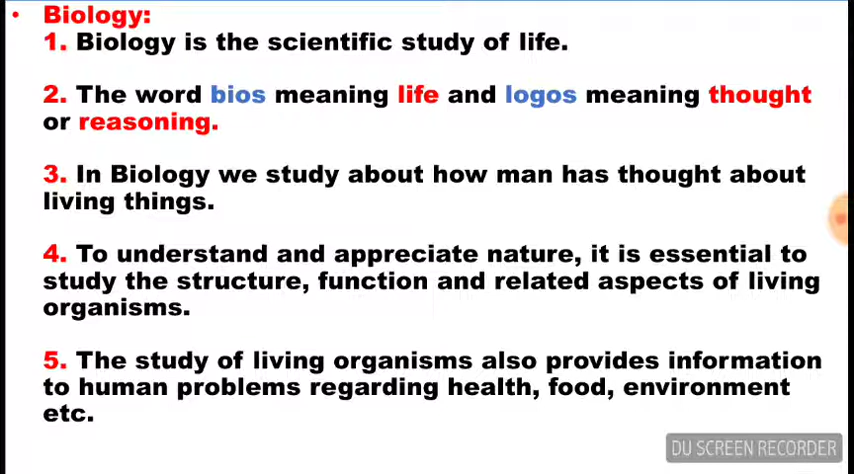 • Biology:
1. Biology is the scientific study of life.
2. The word bios meaning life and logos meaning thought
or reasoning.
3. In Biology we study about how man has thought about
living things.
4. To understand and appreciate nature, it is essential to
study the structure, function and related aspects of living
organisms.
5. The study of living organisms also provides information
to human problems regarding health, food, environment
etc.
DU SCREEN RECORDER